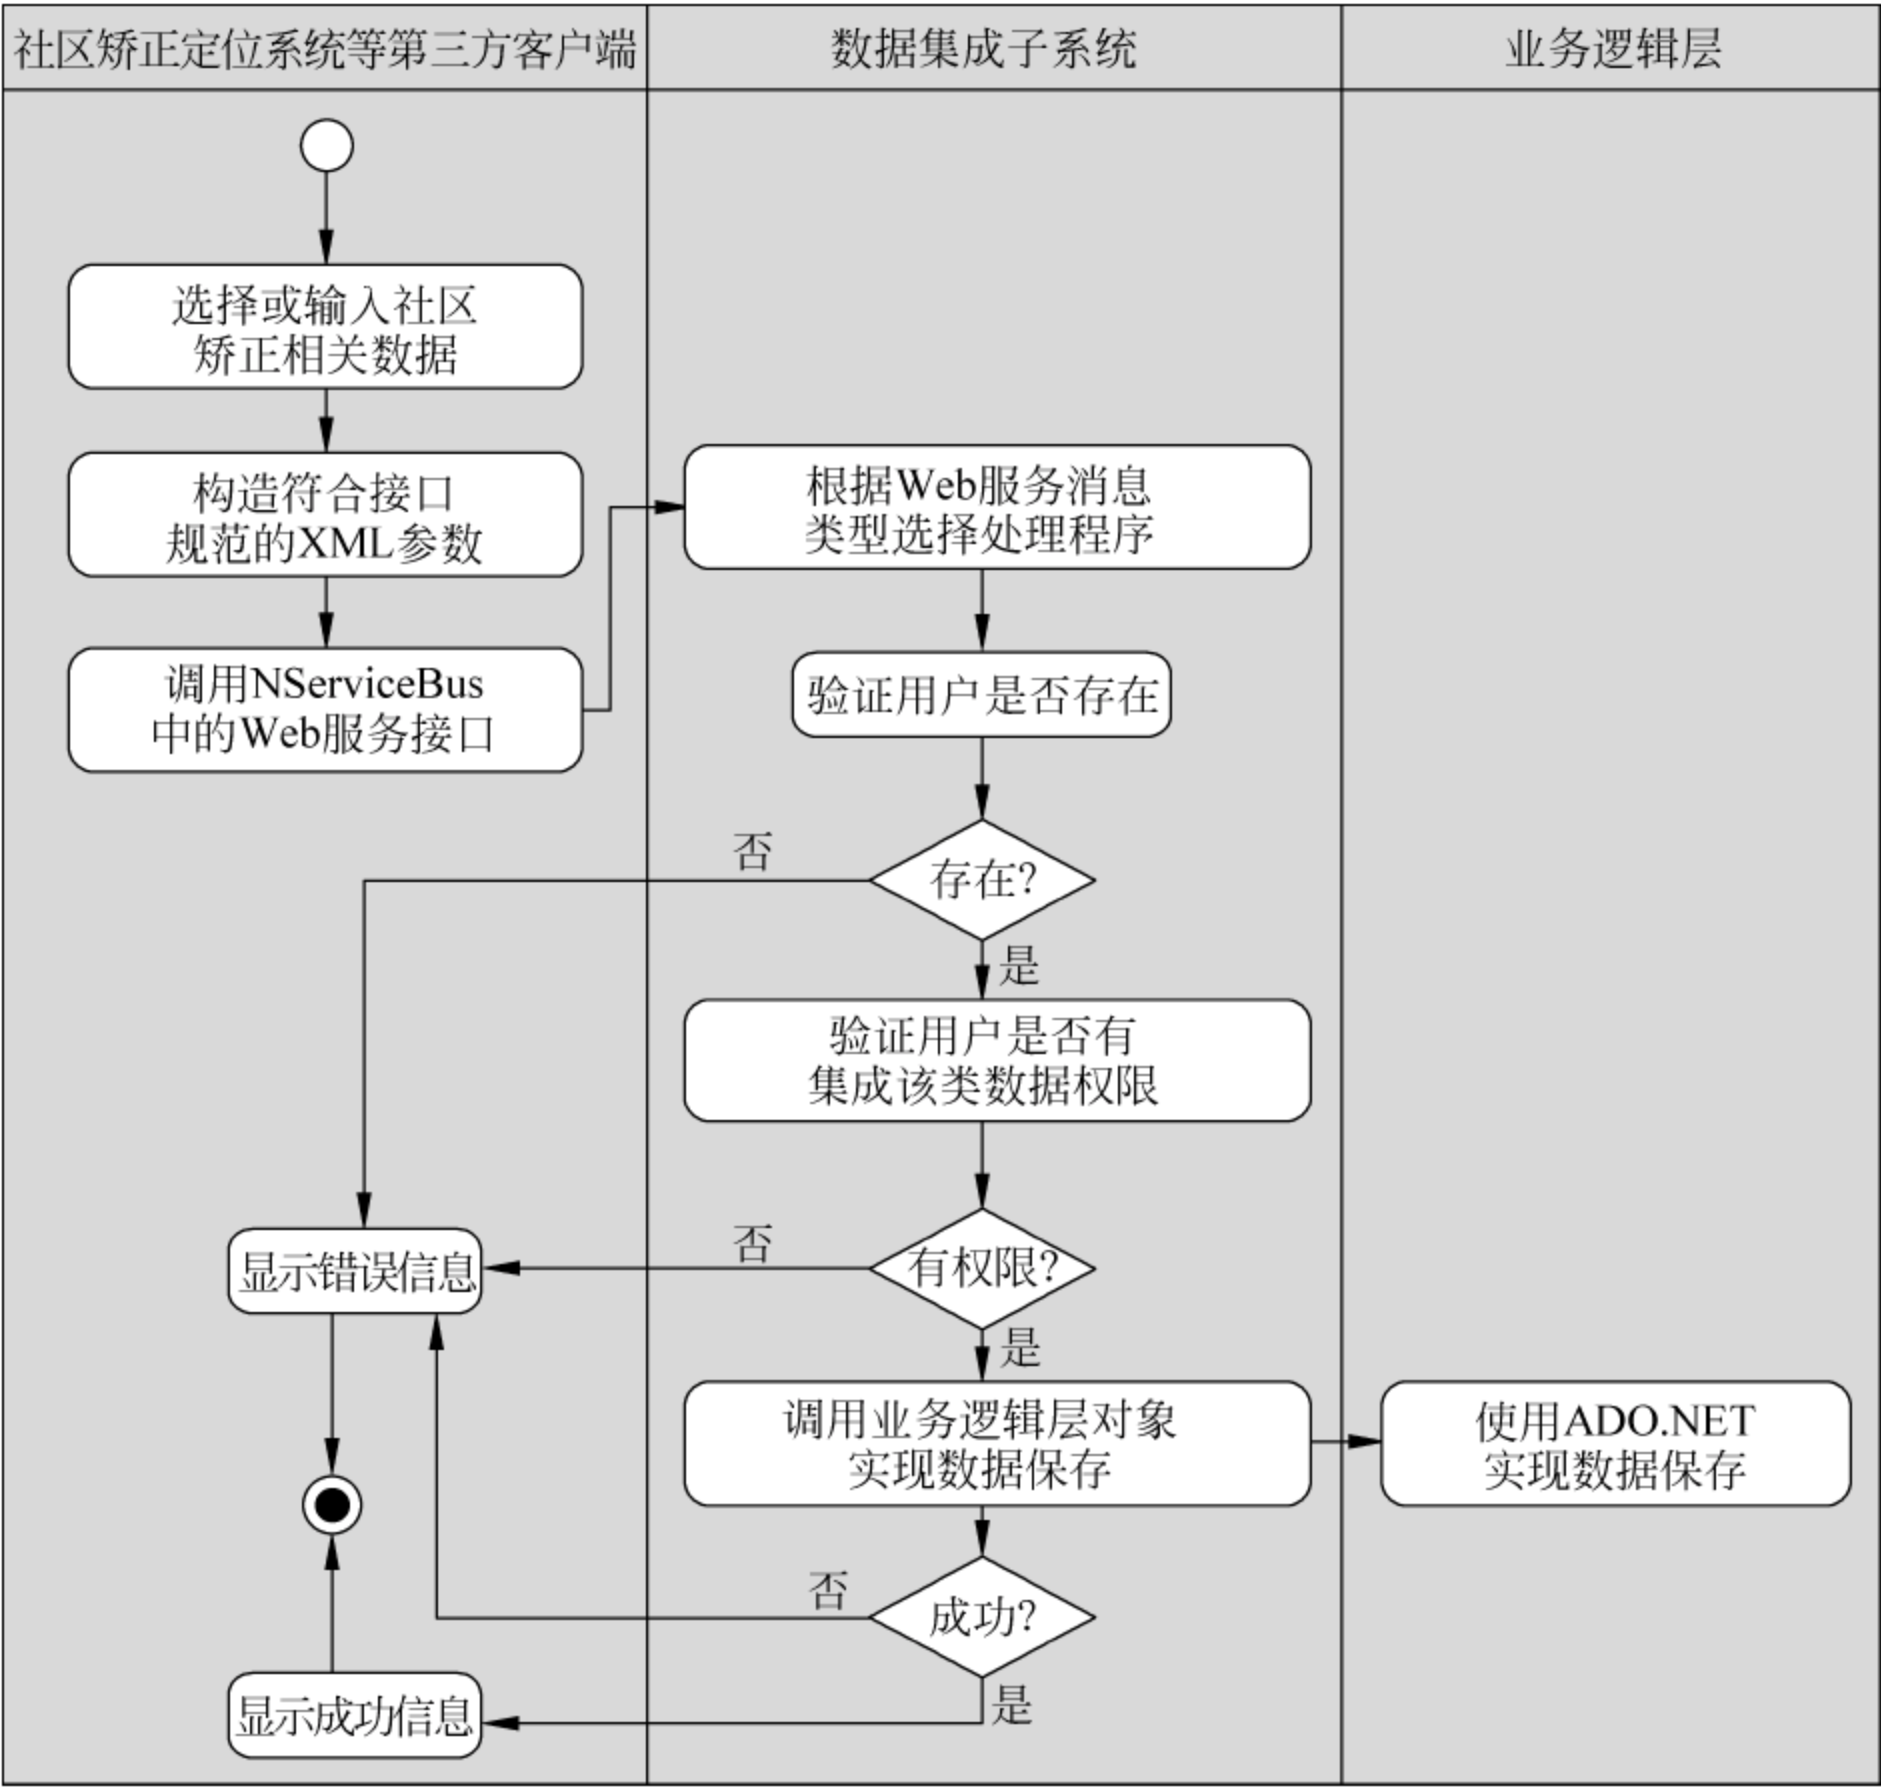 社区矫正定位系统等第三方客户端
数据集成子系统
业务逻辑层
选择或输入社区
矫正相关数据
构造符合接口
规范的XML参数
调用NServiceBus
中的Web服务接口
根据Web服务消息
类型选择处理程序
验证用户是否存在
存在?
否
是
验证用户是否有
集成该类数据权限
有权限?
否
显示错误信息
是
调用业务逻辑层对象
实现数据保存
使用ADO.NET
实现数据保存
成功?
否
是
显示成功信息